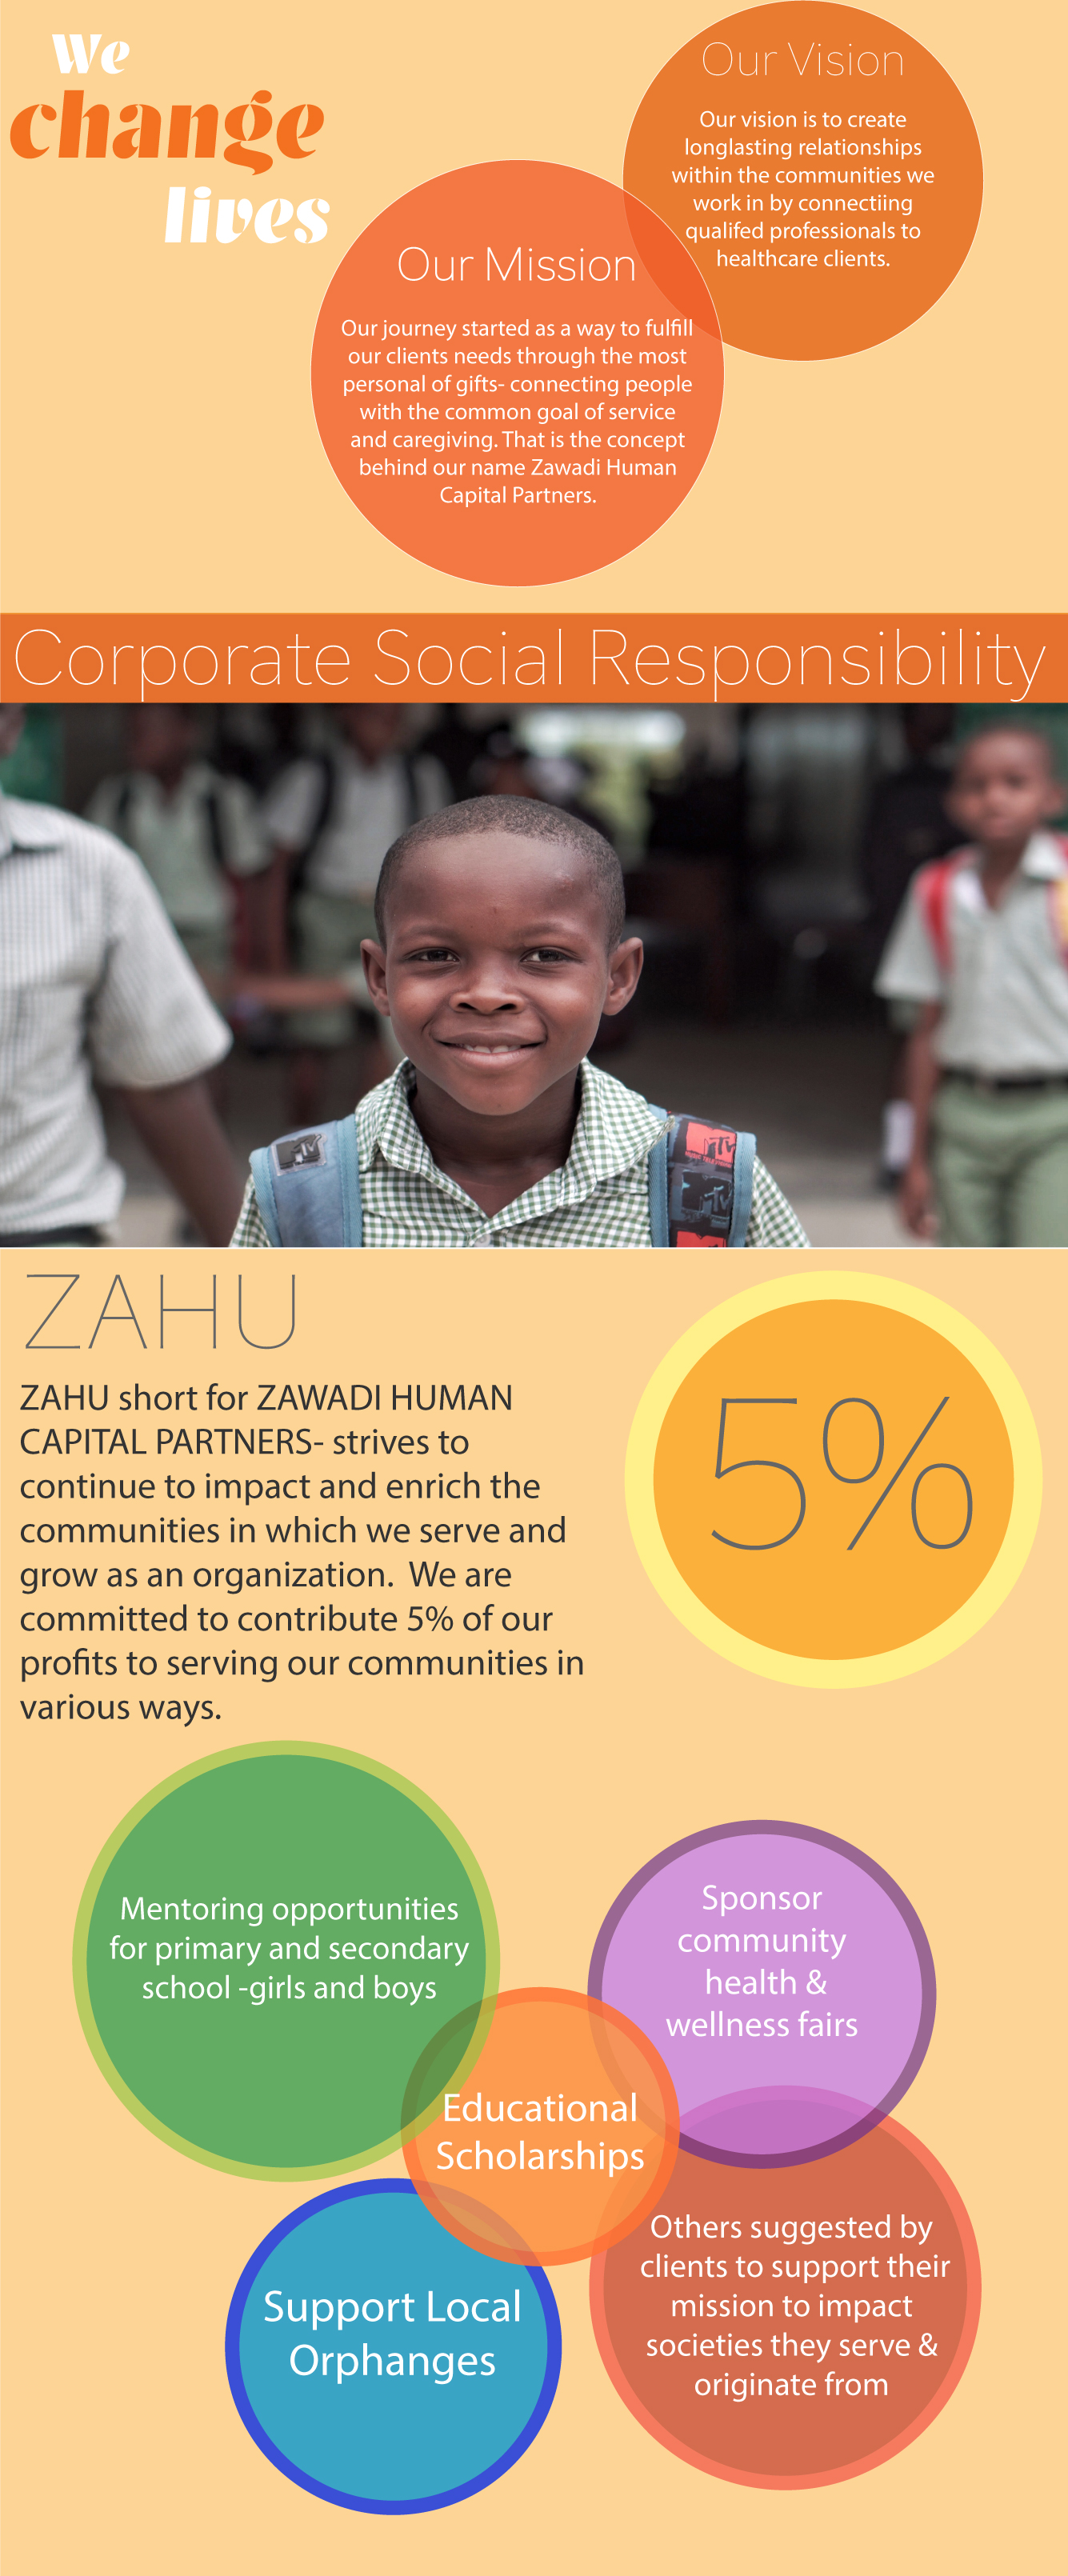 We
change
lives
Our Vision
Our vision is to create
longlasting relationships
within the communities we
work in by connectiing
qualifed professionals to
healthcare clients.
Our Mission
Our journey started as a way to fulfill
our clients needs through the most
personal of gifts- connecting people
with the common goal of service
and caregiving. That is the concept
behind our name Zawadi Human
Capital Partners.
Corporate Social Responsibility
MTV
MTV
MUSIC TELEVISION
MTV
ZAHU
ZAHU short for ZAWADI HUMAN
CAPITAL PARTNERS- strives to
continue to impact and enrich the
communities in which we serve and
grow as an organization. We are
committed to contribute 5% of our
profits to serving our communities in
various ways.
5%
Mentoring opportunities
for primary and secondary
school -girls and boys
Sponsor
community
health &
wellness fairs
Educational
Scholarships
Support Local
Orphanges
Others suggested by
clients to support their
mission to impact
societies they serve &
originate from